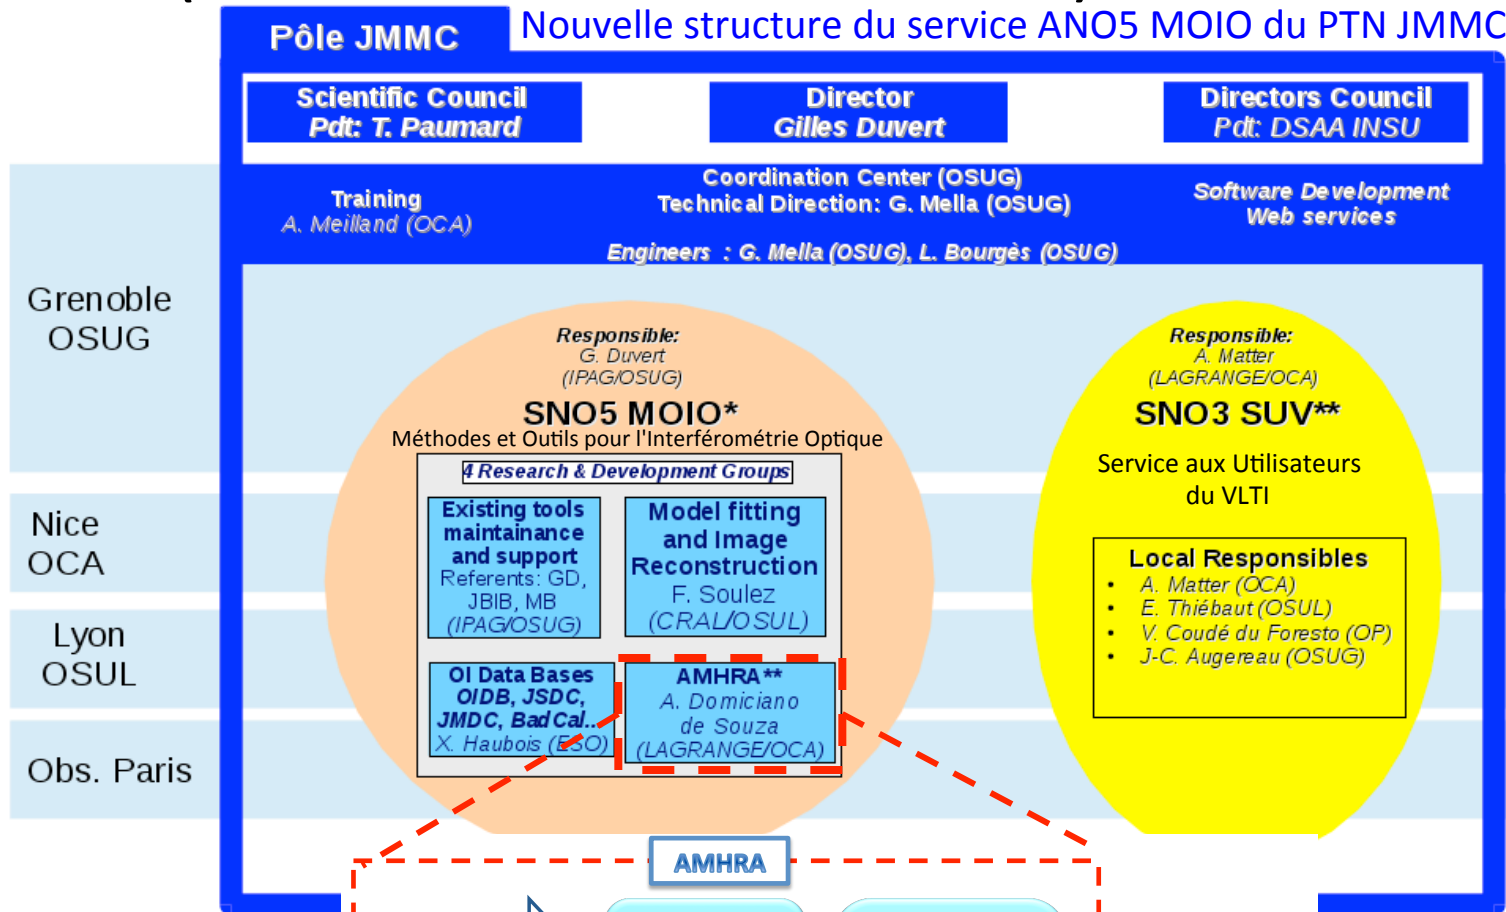 Nouvelle structure du service ANO5 MOIO du PTN JMMC
Pôle JMMC
Scientific Council
Pdt: T. Paumard
Director
Gilles Duvert
Directors Council
Pdt: DSAA INSU
Training
A. Meilland (OCA)
Coordination Center (OSUG)
Technical Direction: G. Mella (OSUG)
Engineers : G. Mella (OSUG), L. Bourgès (OSUG)
Software Development
Web services
Grenoble
OSUG
Nice
OCA
Lyon
OSUL
Obs. Paris
Responsible:
G. Duvert
(IPAG/OSUG)
SNO5 MOIO*
Méthodes et Outils pour l'Interférométrie Optique
4 Research & Development Groups
Existing tools
maintainance
and support
Referents: GD,
JBIB, MB
(IPAG/OSUG)
Model fitting
and Image
Reconstruction
F. Soulez
(CRAL/OSUL)
OI Data Bases
OIDB, JSDC,
JMDC, BadCal...
X. Haubois (ESO)
AMHRA**
A. Domiciano
de Souza
(LAGRANGE/OCA)
Responsible:
A. Matter
(LAGRANGE/OCA)
SNO3 SUV**
Service aux Utilisateurs
du VLTI
Local Responsibles
• A. Matter (OCA)
• E. Thiébaut (OSUL)
• V. Coudé du Foresto (OP)
• J-C. Augereau (OSUG)
AMHRA